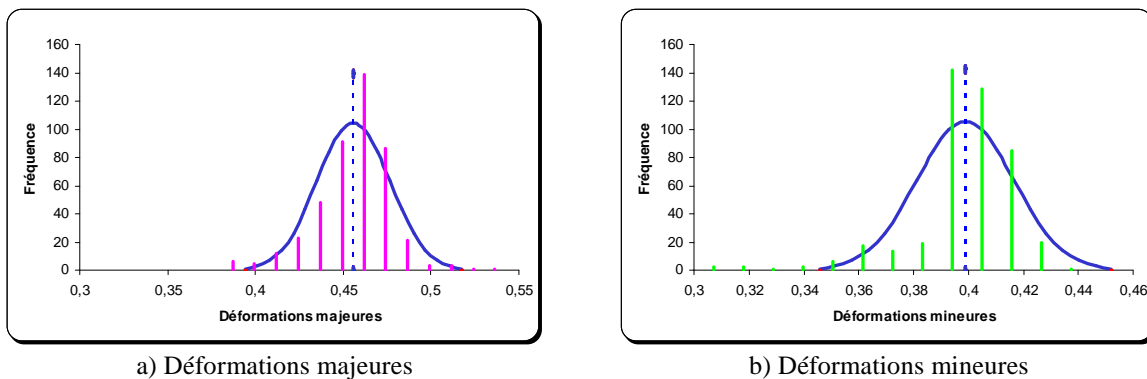 160
140
120
100
80
60
40
20
0
Fréquence
0,3 0,35 0,4 0,45 0,5 0,55
Déformations majeures
a) Déformations majeures
160
140
120
100
80
60
40
20
0
Fréquence
0,3 0,32 0,34 0,36 0,38 0,4 0,42 0,44 0,46
Déformations mineures
b) Déformations mineures